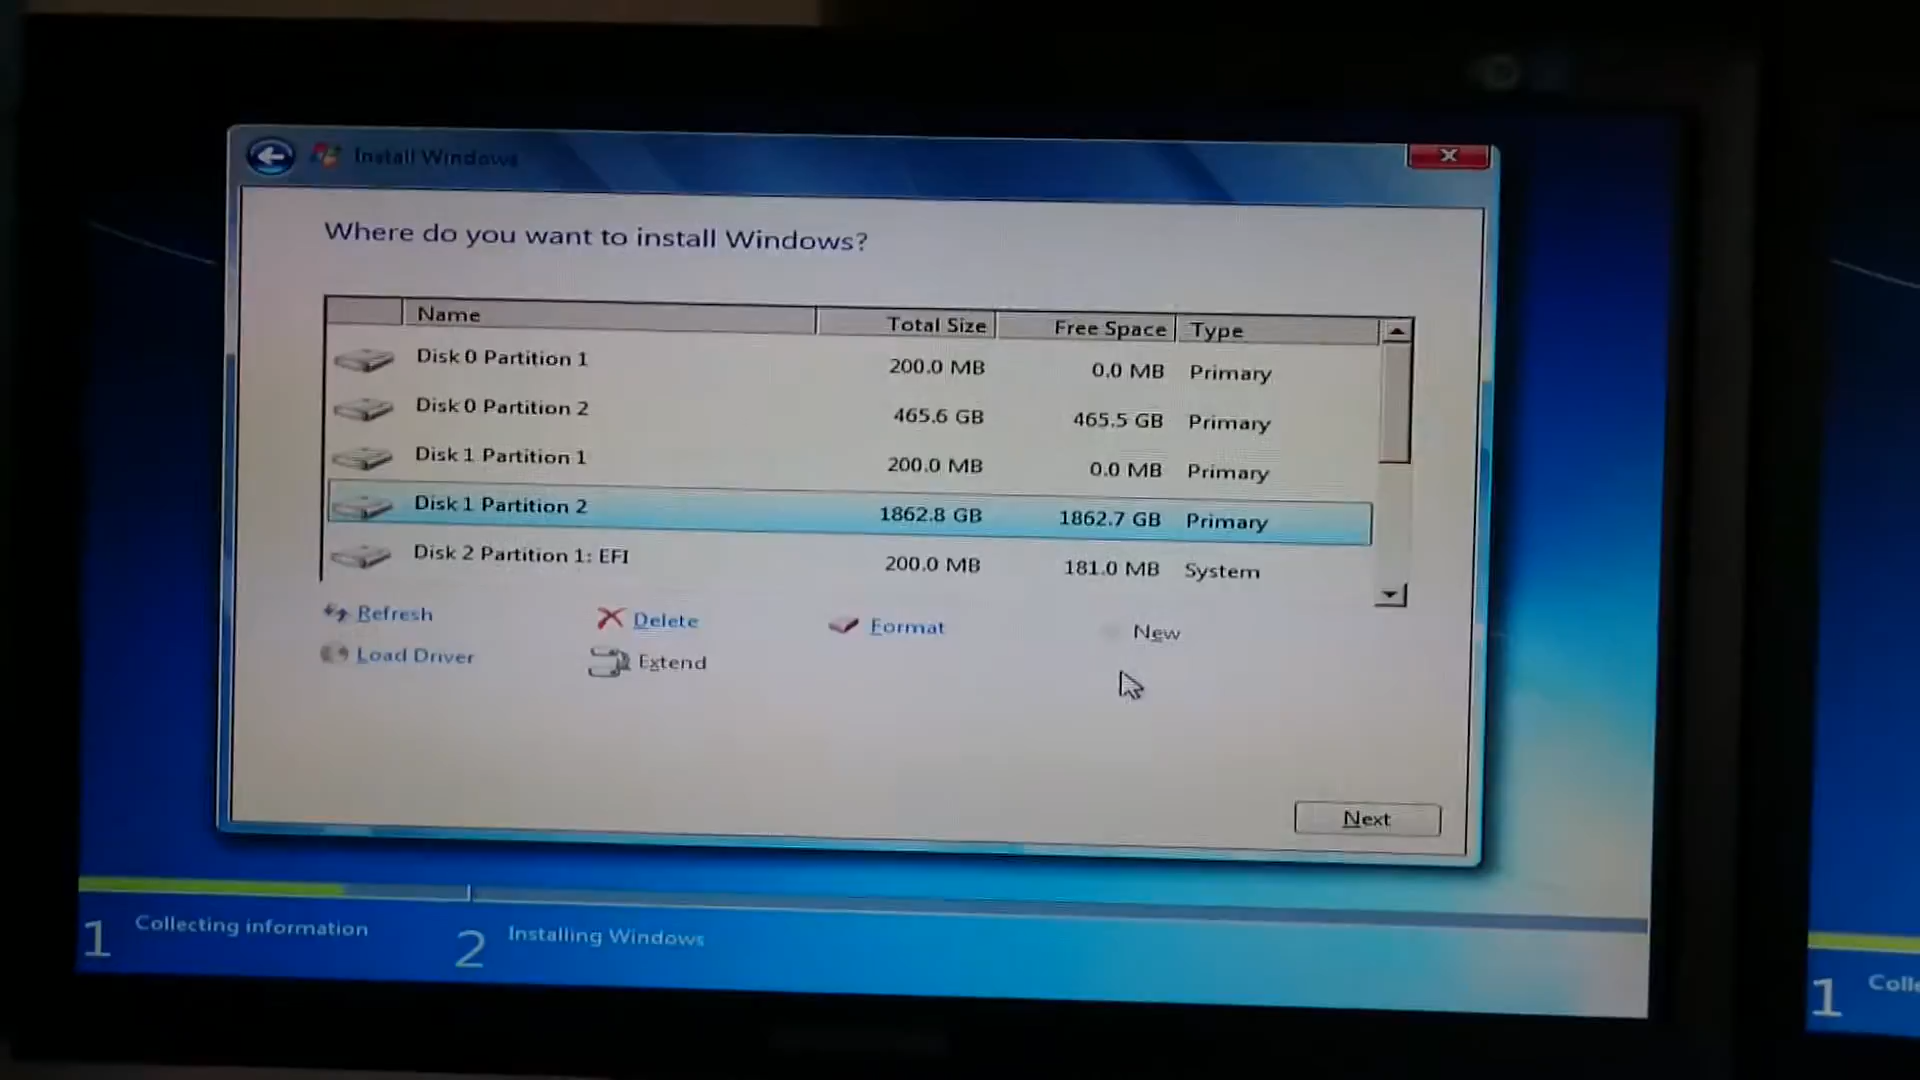 Install Windows
Where do you want to install Windows?
Name Total Size Free Space Type
Disk 0 Partition 1 200.0 MB 0.0 MB Primary
Disk 0 Partition 2 465.6 GB 465.5 GB Primary
Disk 1 Partition 1 200.0 MB 0.0 MB Primary
Disk 1 Partition 2 1862.8 GB 1862.7 GB Primary
Disk 2 Partition 1: EFI 200.0 MB 181.0 MB System
Refresh Delete Format New
Load Driver Extend
Next
1 Collecting information 2 Installing Windows
1 Coll